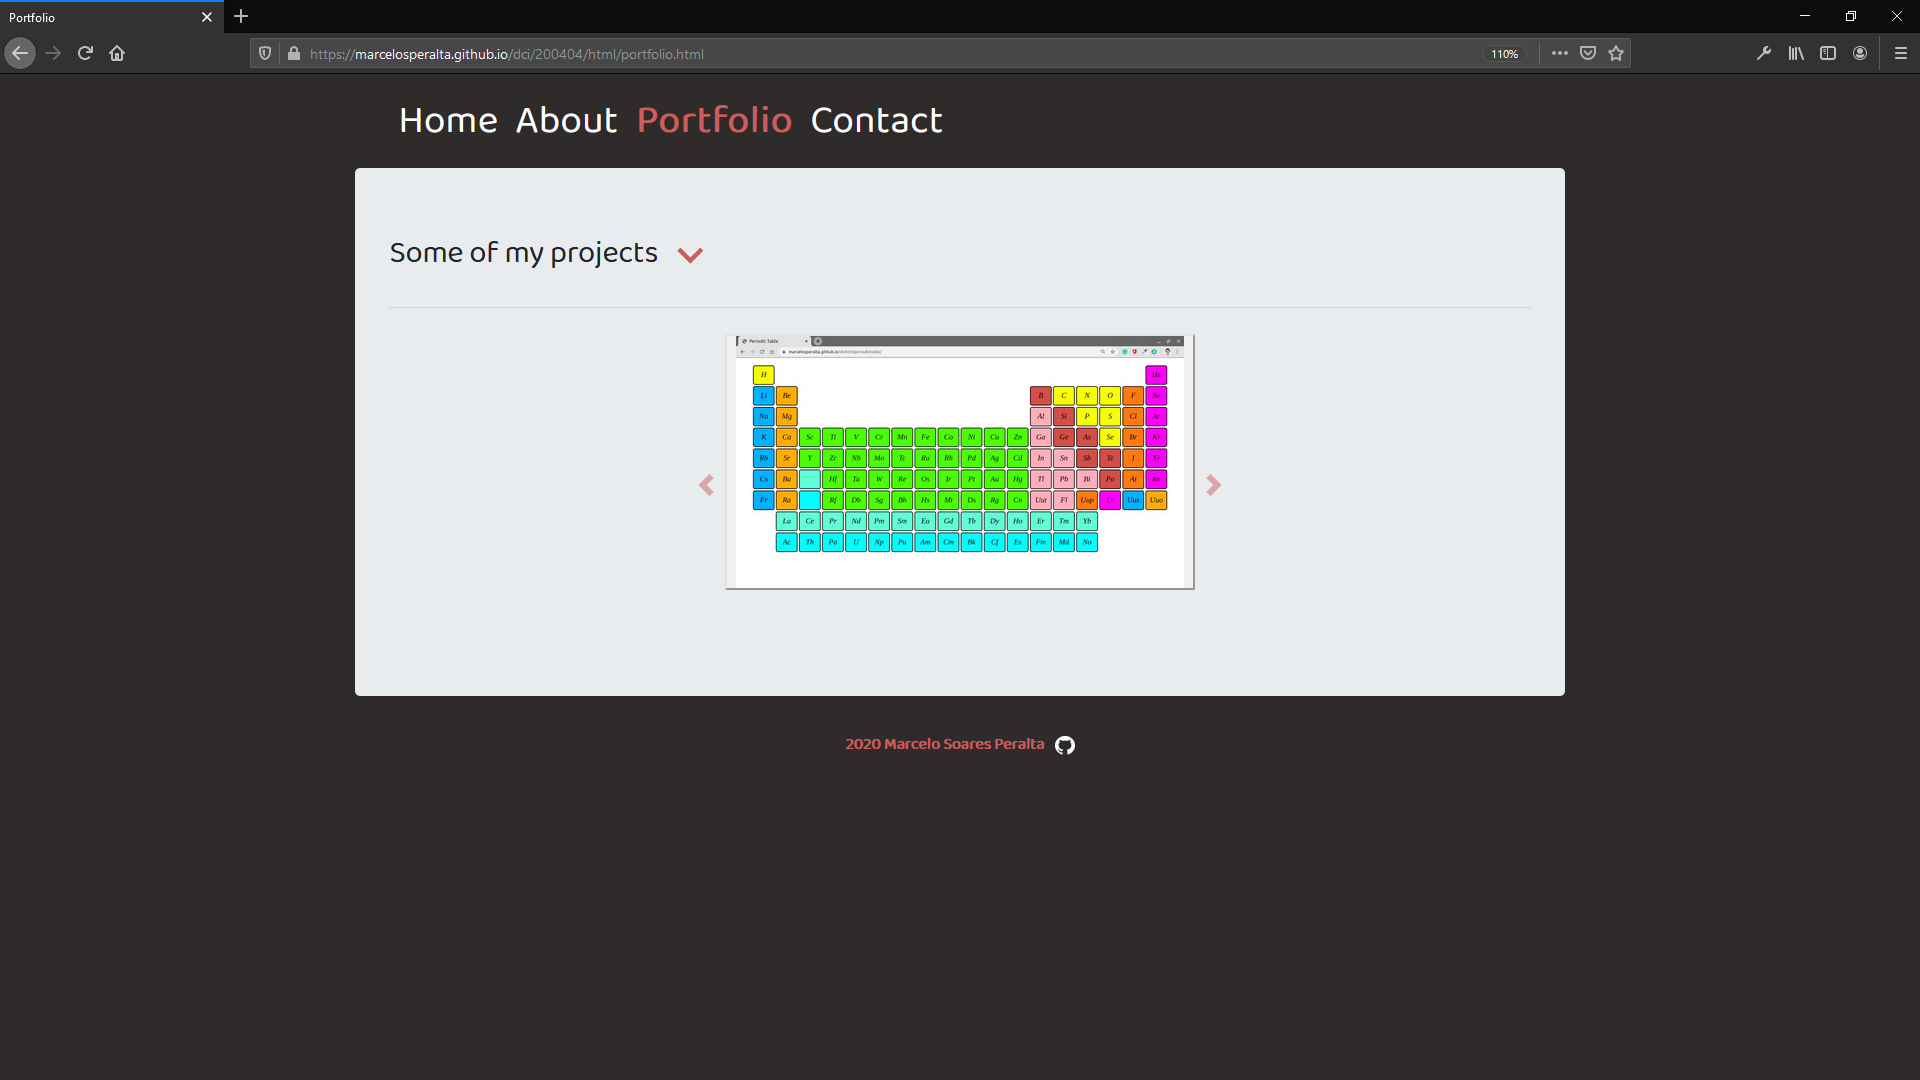 Portfolio
https://marcelosperalta.github.io/dci/200404/html/portfolio.html 110%
Home About Portfolio Contact
Some of my projects
Periodic Table
H He
Li Be B C N O F Ne
Na Mg Al Si P S Cl Ar
K Ca Sc Ti V Cr Mn Fe Co Ni Cu Zn Ga Ge As Se Br Kr
Rb Sr Y Zr Nb Mo Tc Ru Rh Pd Ag Cd In Sn Sb Te I Xe
Cs Ba Hf Ta W Re Os Ir Pt Au Hg Tl Pb Bi Po At Rn
Fr Ra Rf Db Sg Bh Hs Mt Ds Rg Cn Uut Fl Uup Lv Uus Uuo
La Ce Pr Nd Pm Sm Eu Gd Tb Dy Ho Er Tm Yb
Ac Th Pa U Np Pu Am Cm Bk Cf Es Fm Md No
2020 Marcelo Soares Peralta